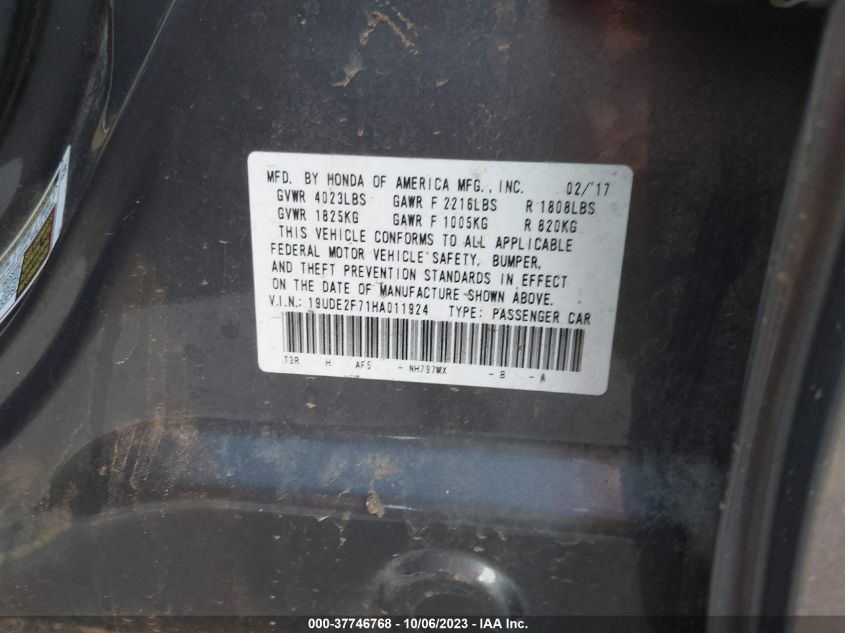 MFD. BY HONDA OF AMERICA MFG., INC. 02/'17
GVWR 4023LBS GAWR F 2216LBS R 1808LBS
GVWR 1825KG GAWR F 1005KG R 820KG
THIS VEHICLE CONFORMS TO ALL APPLICABLE
FEDERAL MOTOR VEHICLE SAFETY, BUMPER,
AND THEFT PREVENTION STANDARDS IN EFFECT
ON THE DATE OF MANUFACTURE SHOWN ABOVE.
V.I.N.: 19UDE2F71HA011924 TYPE: PASSENGER CAR
T3R H AF5 - NH797MX - B - A
000-37746768 - 10/06/2023 - IAA Inc.